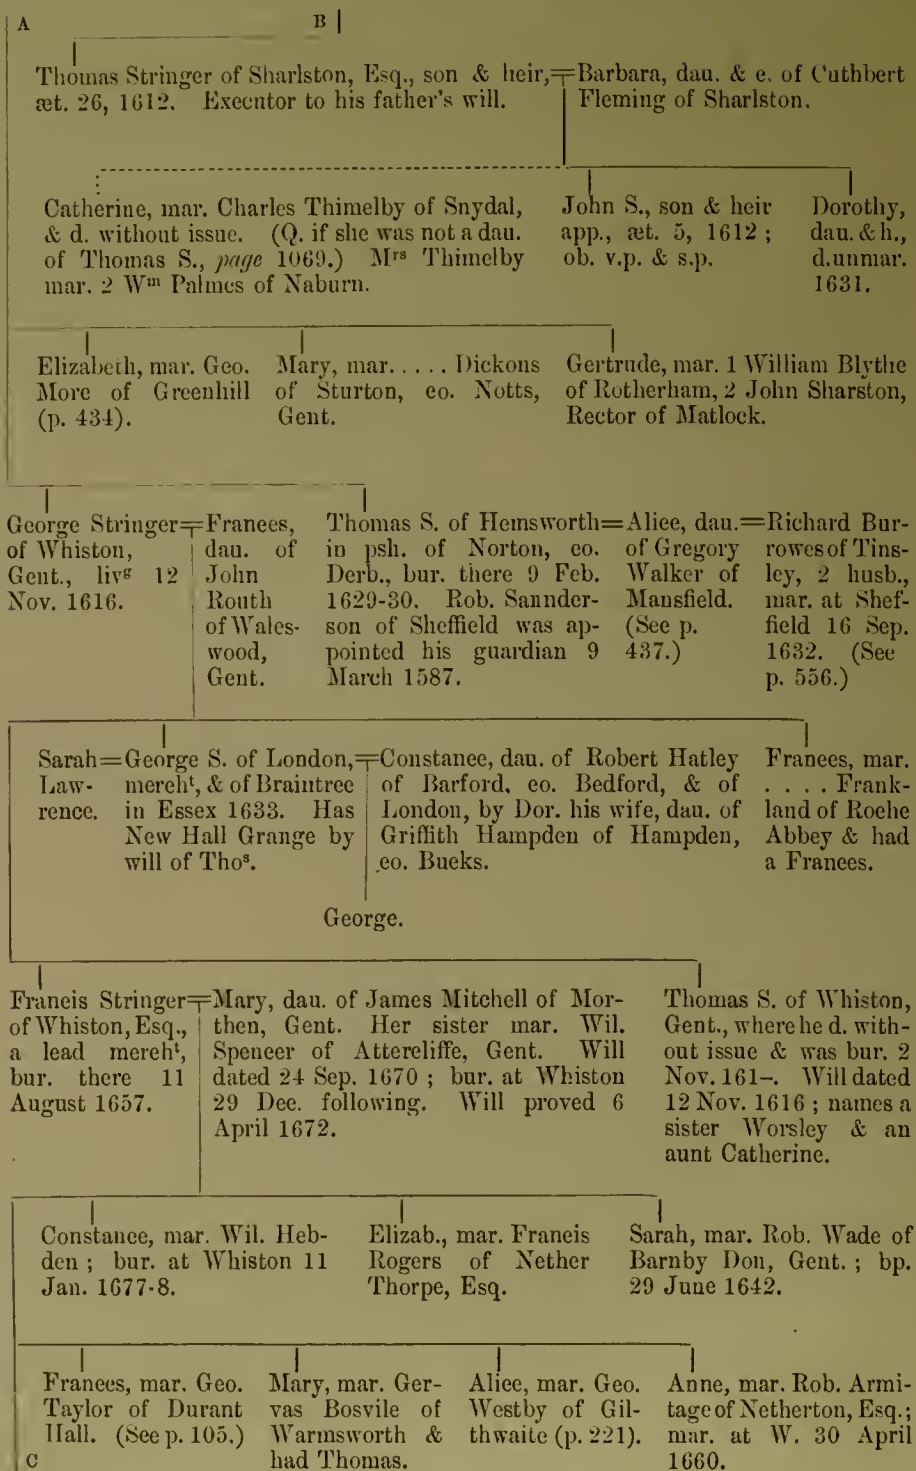 A B
Thomas Stringer of Sharlston, Esq., son & heir,
æt. 26, 1612. Executor to his father's will.
Barbara, dau. & e. of Cuthbert
Fleming of Sharlston.
Catherine, mar. Charles Thimelby of Snydal,
& d. without issue. (Q. if she was not a dau.
of Thomas S., page 1069.) Mrs Thimelby
mar. 2 Wm Palmes of Naburn.
John S., son & heir
app., æt. 5, 1612 ;
ob. v.p. & s.p.
Dorothy,
dau. & h.,
d. unmar.
1631.
Elizabeth, mar. Geo.
More of Greenhill
(p. 434).
Mary, mar. . . . . Dickons
of Sturton, co. Notts,
Gent.
Gertrude, mar. 1 William Blythe
of Rotherham, 2 John Sharston,
Rector of Matlock.
George Stringer
of Whiston,
Gent., livg 12
Nov. 1616.
Frances,
dau. of
John
Routh
of Wales-
wood,
Gent.
Thomas S. of Hemsworth=
in psh. of Norton, co.
Derb., bur. there 9 Feb.
1629-30. Rob. Sannder-
son of Sheffield was ap-
pointed his guardian 9
March 1587.
Alice, dau.=
of Gregory
Walker of
Mansfield.
(See p.
437.)
Richard Bur-
rowes of Tins-
ley, 2 husb.,
mar. at Shef-
field 16 Sep.
1632. (See
p. 556.)
Sarah=
Law-
rence.
George S. of London,
mercht, & of Braintree
in Essex 1633. Has
New Hall Grange by
will of Thos.
Constance, dau. of Robert Hatley
of Barford, co. Bedford, & of
London, by Dor. his wife, dau. of
Griffith Hampden of Hampden,
co. Bucks.
Frances, mar.
. . . . Frank-
land of Roche
Abbey & had
a Frances.
George.
Francis Stringer
of Whiston, Esq.,
a lead mercht,
bur. there 11
August 1657.
Mary, dau. of James Mitchell of Mor-
then, Gent. Her sister mar. Wil.
Spencer of Attercliffe, Gent. Will
dated 24 Sep. 1670 ; bur. at Whiston
29 Dec. following. Will proved 6
April 1672.
Thomas S. of Whiston,
Gent., where he d. with-
out issue & was bur. 2
Nov. 161-. Will dated
12 Nov. 1616 ; names a
sister Worsley & an
aunt Catherine.
Constance, mar. Wil. Heb-
den ; bur. at Whiston 11
Jan. 1677-8.
Elizab., mar. Francis
Rogers of Nether
Thorpe, Esq.
Sarah, mar. Rob. Wade of
Barnby Don, Gent. ; bp.
29 June 1642.
Frances, mar. Geo.
Taylor of Durant
Hall. (See p. 105.)
Mary, mar. Ger-
vas Bosvile of
Warmsworth &
had Thomas.
Alice, mar. Geo.
Westby of Gil-
thwaite (p. 221).
Anne, mar. Rob. Armi-
tage of Netherton, Esq.;
mar. at W. 30 April
1660.
C